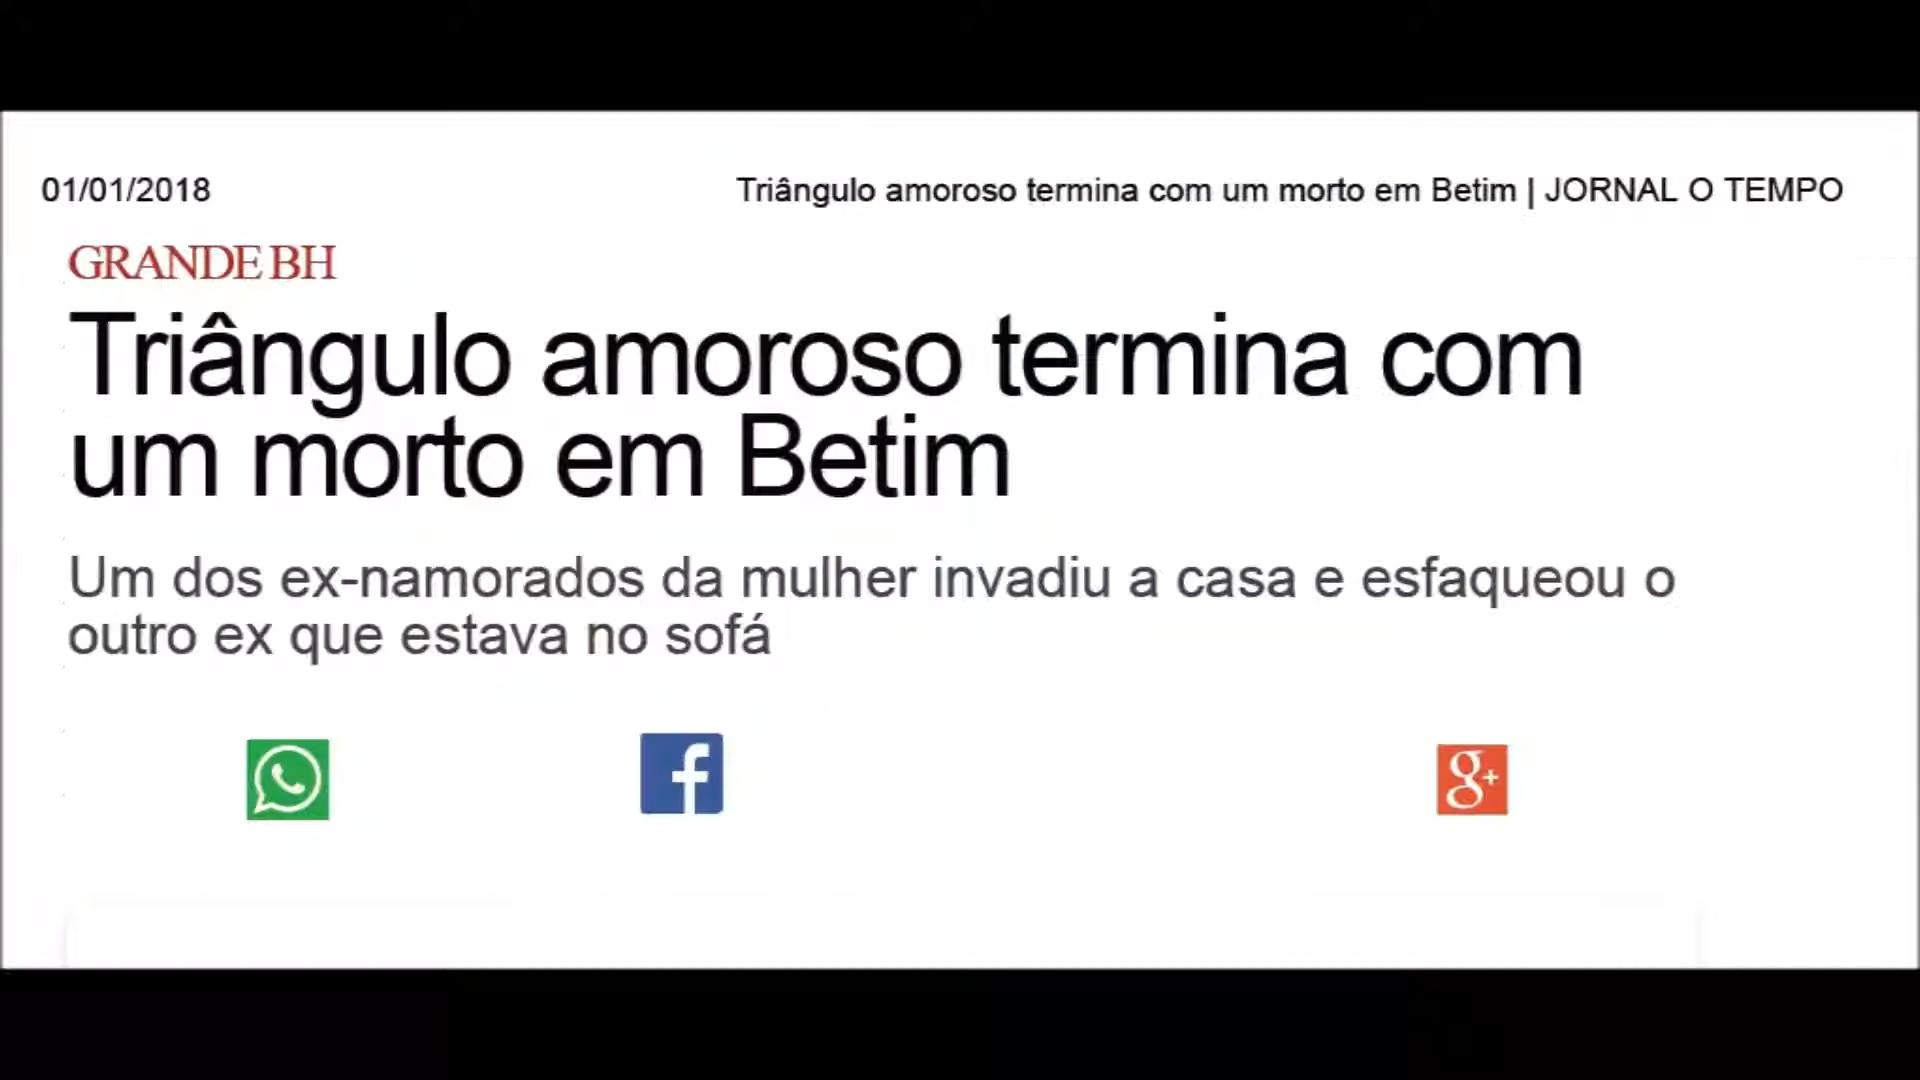 01/01/2018
Triângulo amoroso termina com um morto em Betim | JORNAL O TEMPO
GRANDE BH
Triângulo amoroso termina com
um morto em Betim
Um dos ex-namorados da mulher invadiu a casa e esfaqueou o
outro ex que estava no sofá
f
g+